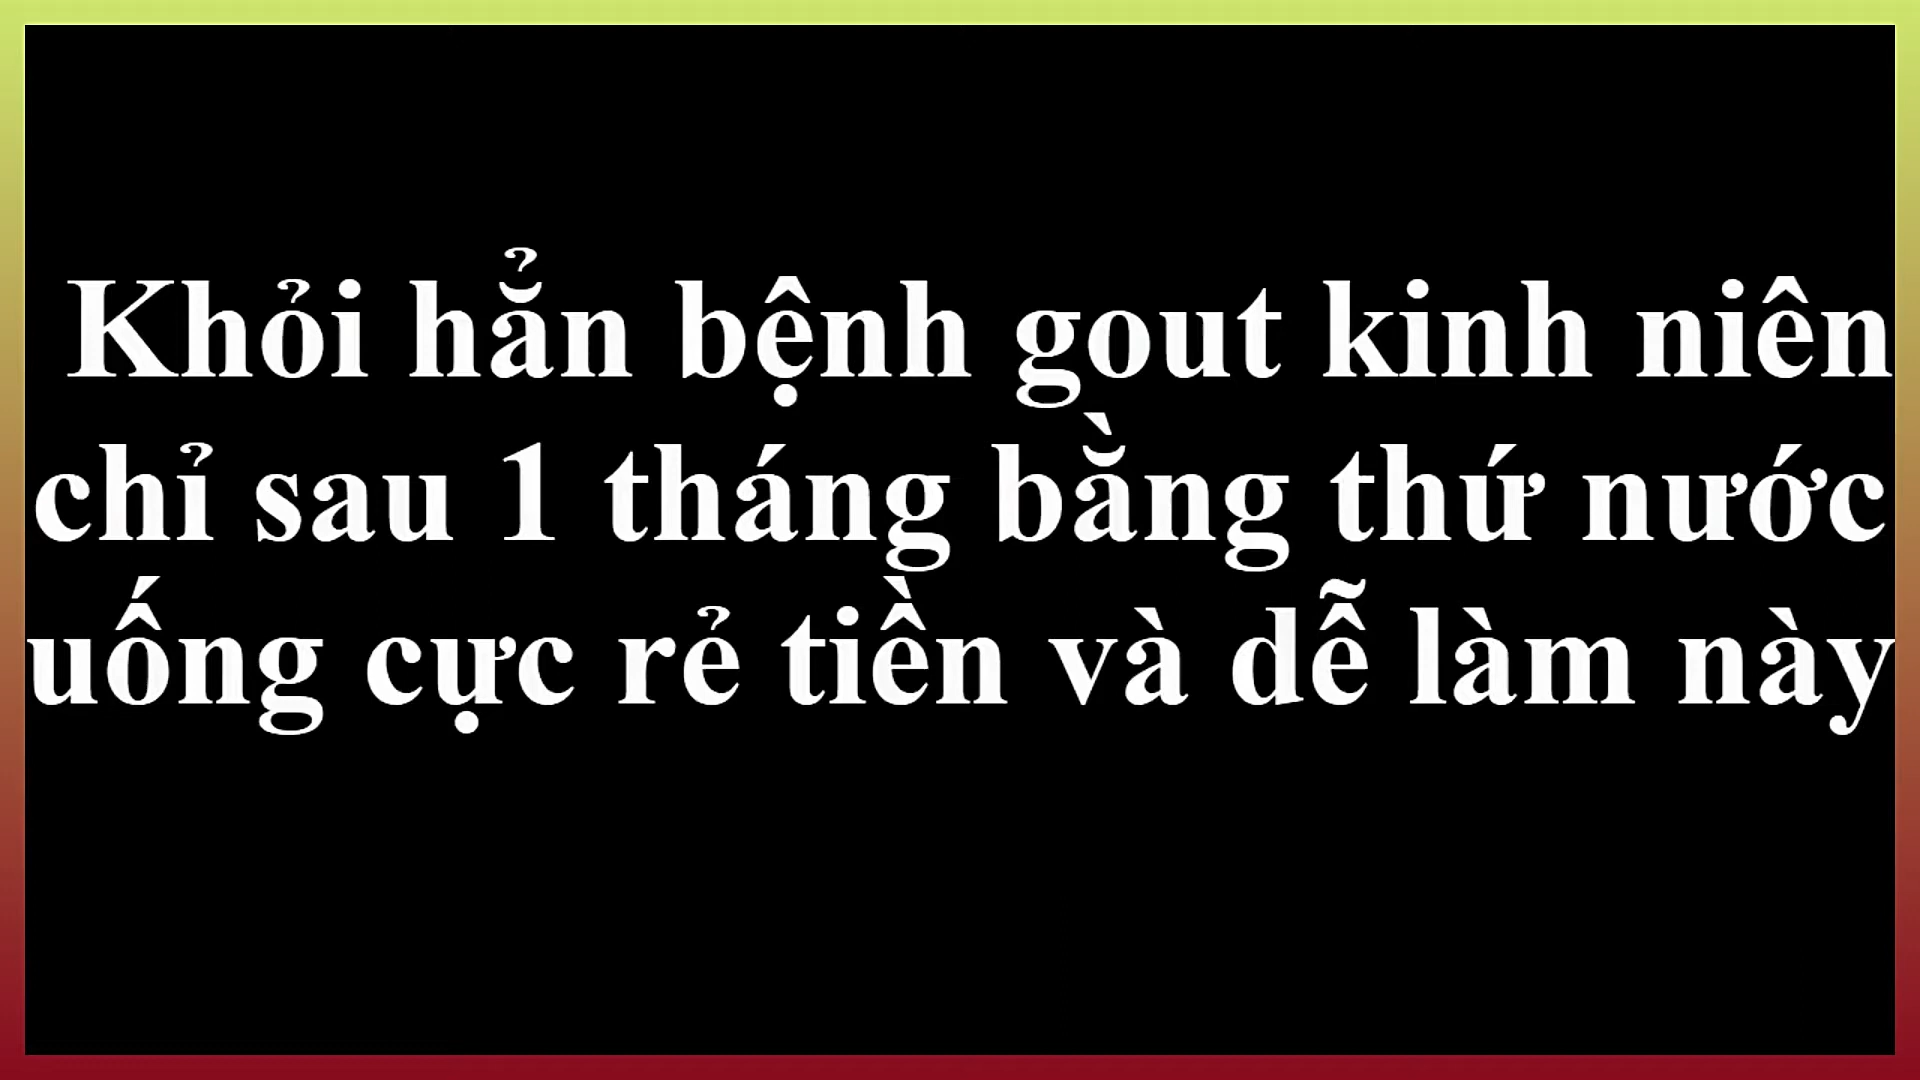 Khỏi hẳn bệnh gout kinh niên
chỉ sau 1 tháng bằng thứ nước
uống cực rẻ tiền và dễ làm này